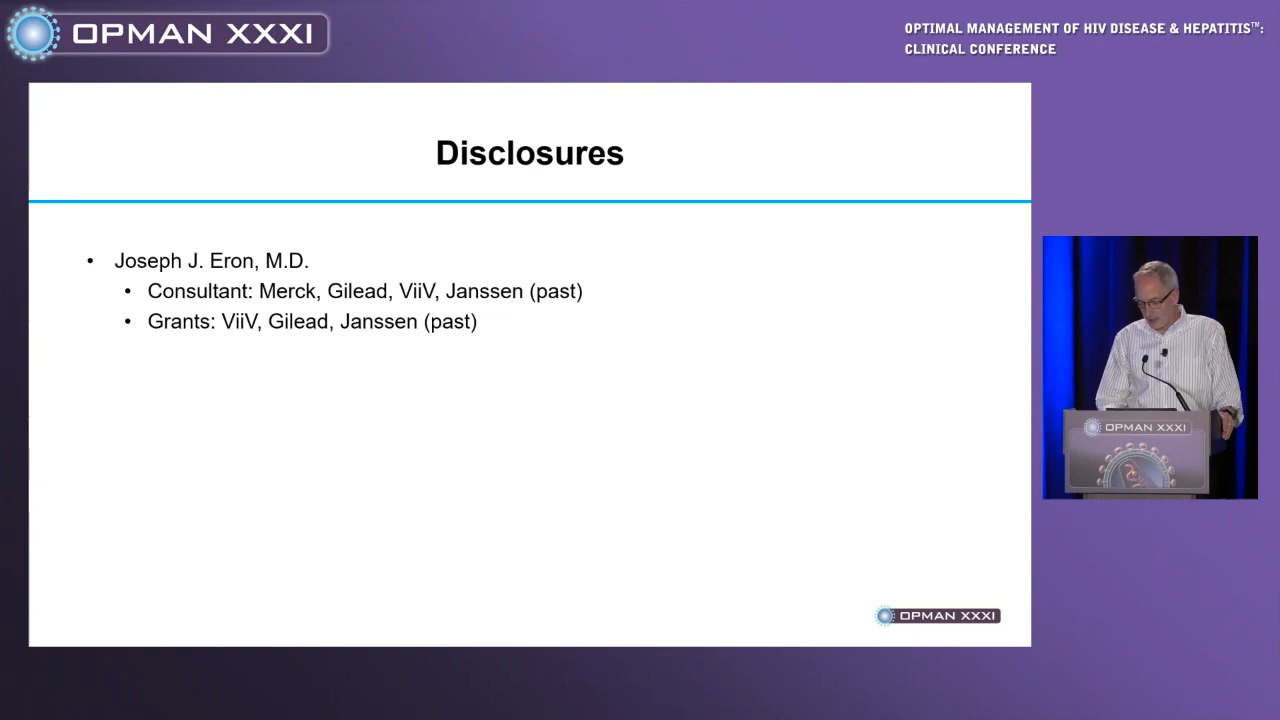 OPMAN XXXI
OPTIMAL MANAGEMENT OF HIV DISEASE & HEPATITIS™:
CLINICAL CONFERENCE
Disclosures
• Joseph J. Eron, M.D.
• Consultant: Merck, Gilead, ViiV, Janssen (past)
• Grants: ViiV, Gilead, Janssen (past)
OPMAN XXXI
OPMAN XXXI